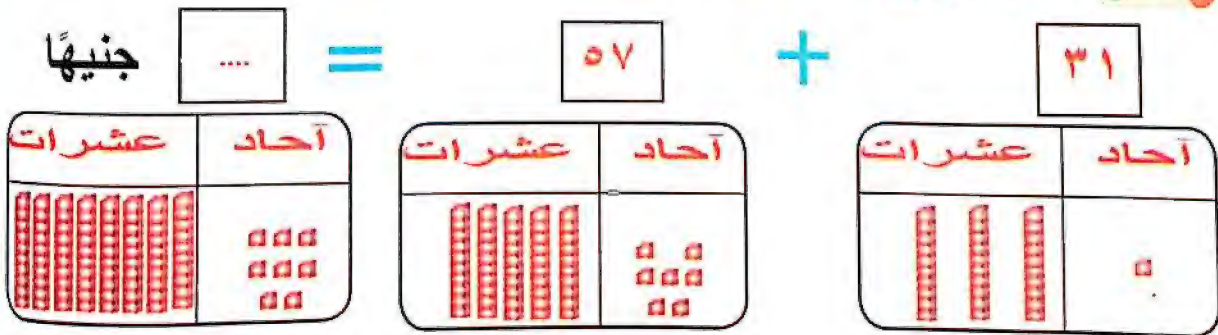 ٣١ + ٥٧ = .... جنيهًا
آحاد عشرات آحاد عشرات آحاد عشرات